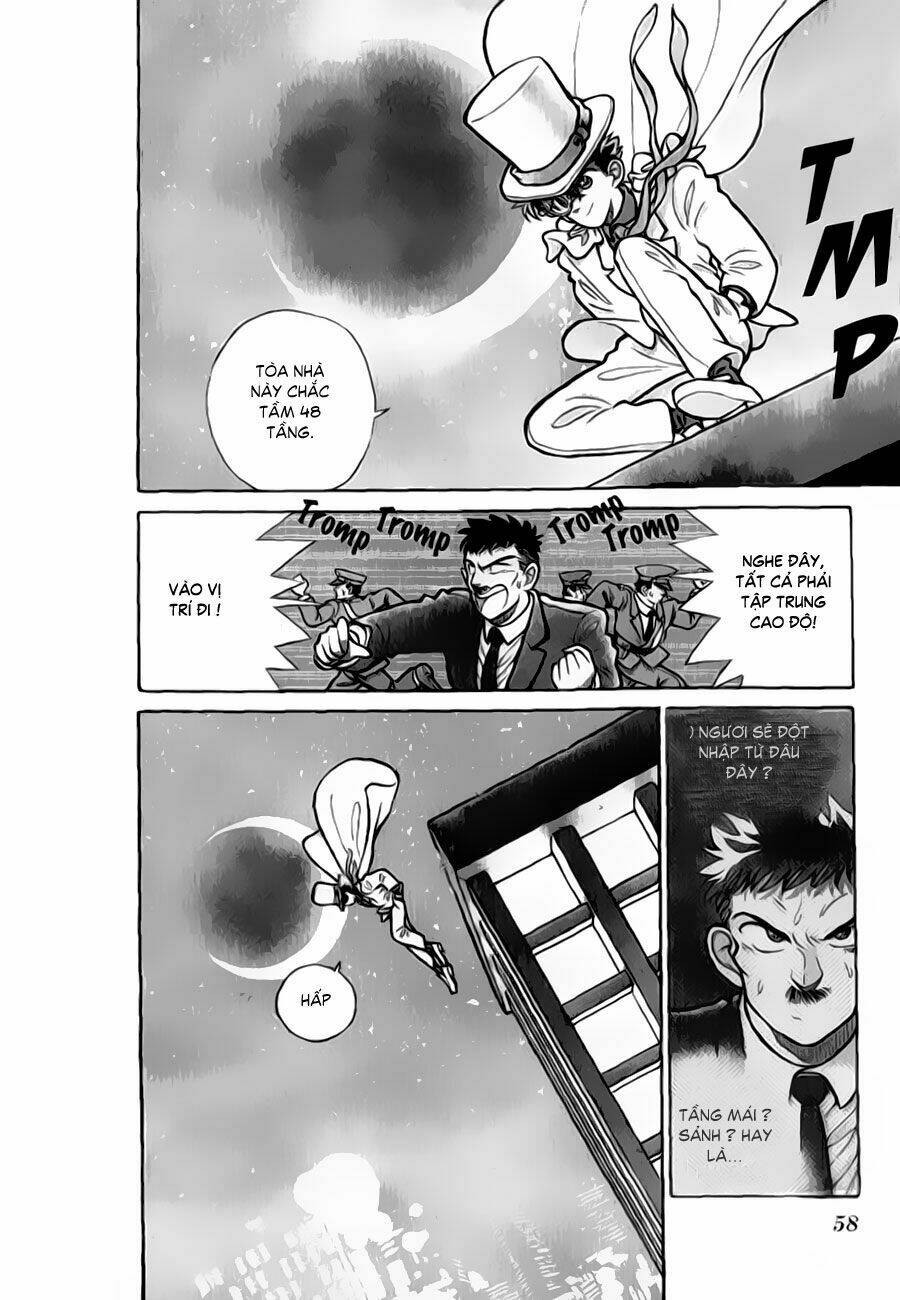 TMP
TÒA NHÀ
NÀY CHẮC
TẦM 48
TẦNG.
Tromp
Tromp
Tromp
Tromp
NGHE ĐÂY,
TẤT CẢ PHẢI
TẬP TRUNG
CAO ĐỘ!
VÀO VỊ
TRÍ ĐI !
) NGƯƠI SẼ ĐỘT
NHẬP TỪ ĐÂU
ĐÂY ?
TẦNG MÁI ?
SẢNH ? HAY
LÀ...
HẤP
58